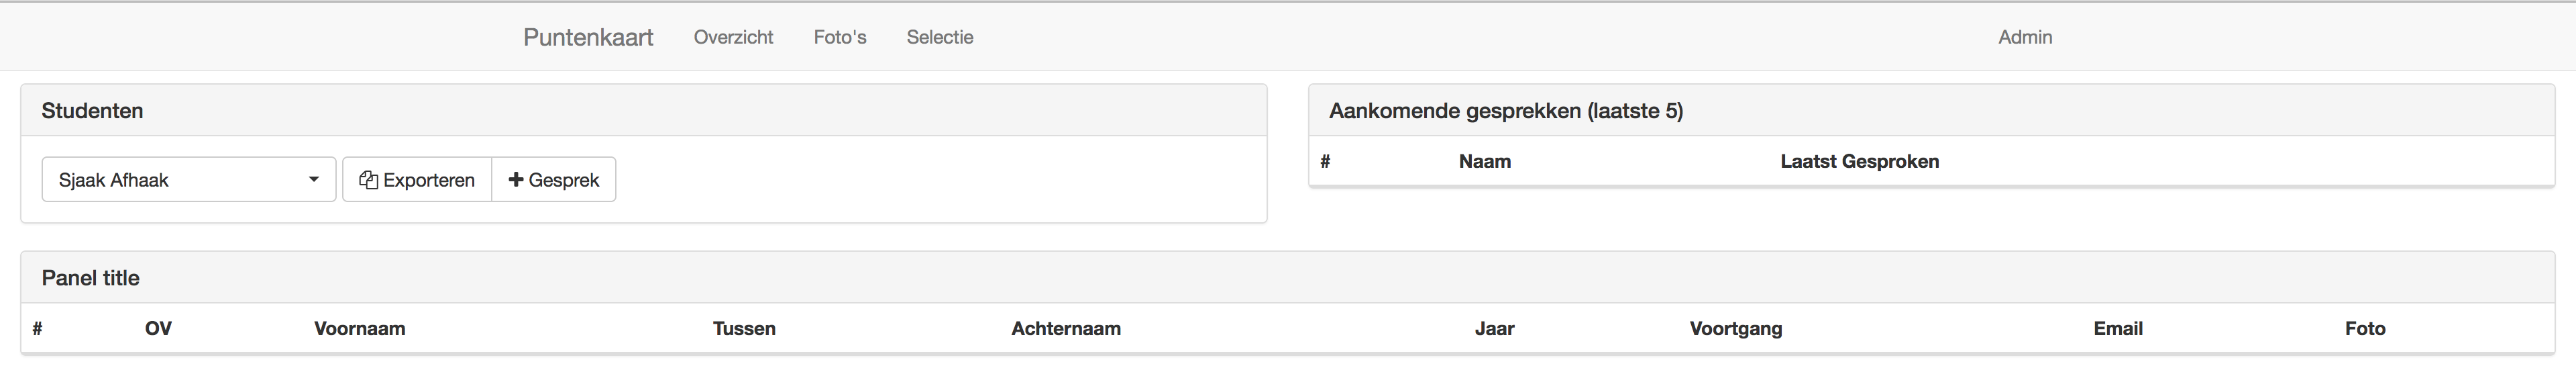 Puntenkaart Overzicht Foto's Selectie Admin
Studenten
Sjaak Afhaak Exporteren Gesprek
Aankomende gesprekken (laatste 5)
# Naam Laatst Gesproken
Panel title
# OV Voornaam Tussen Achternaam Jaar Voortgang Email Foto